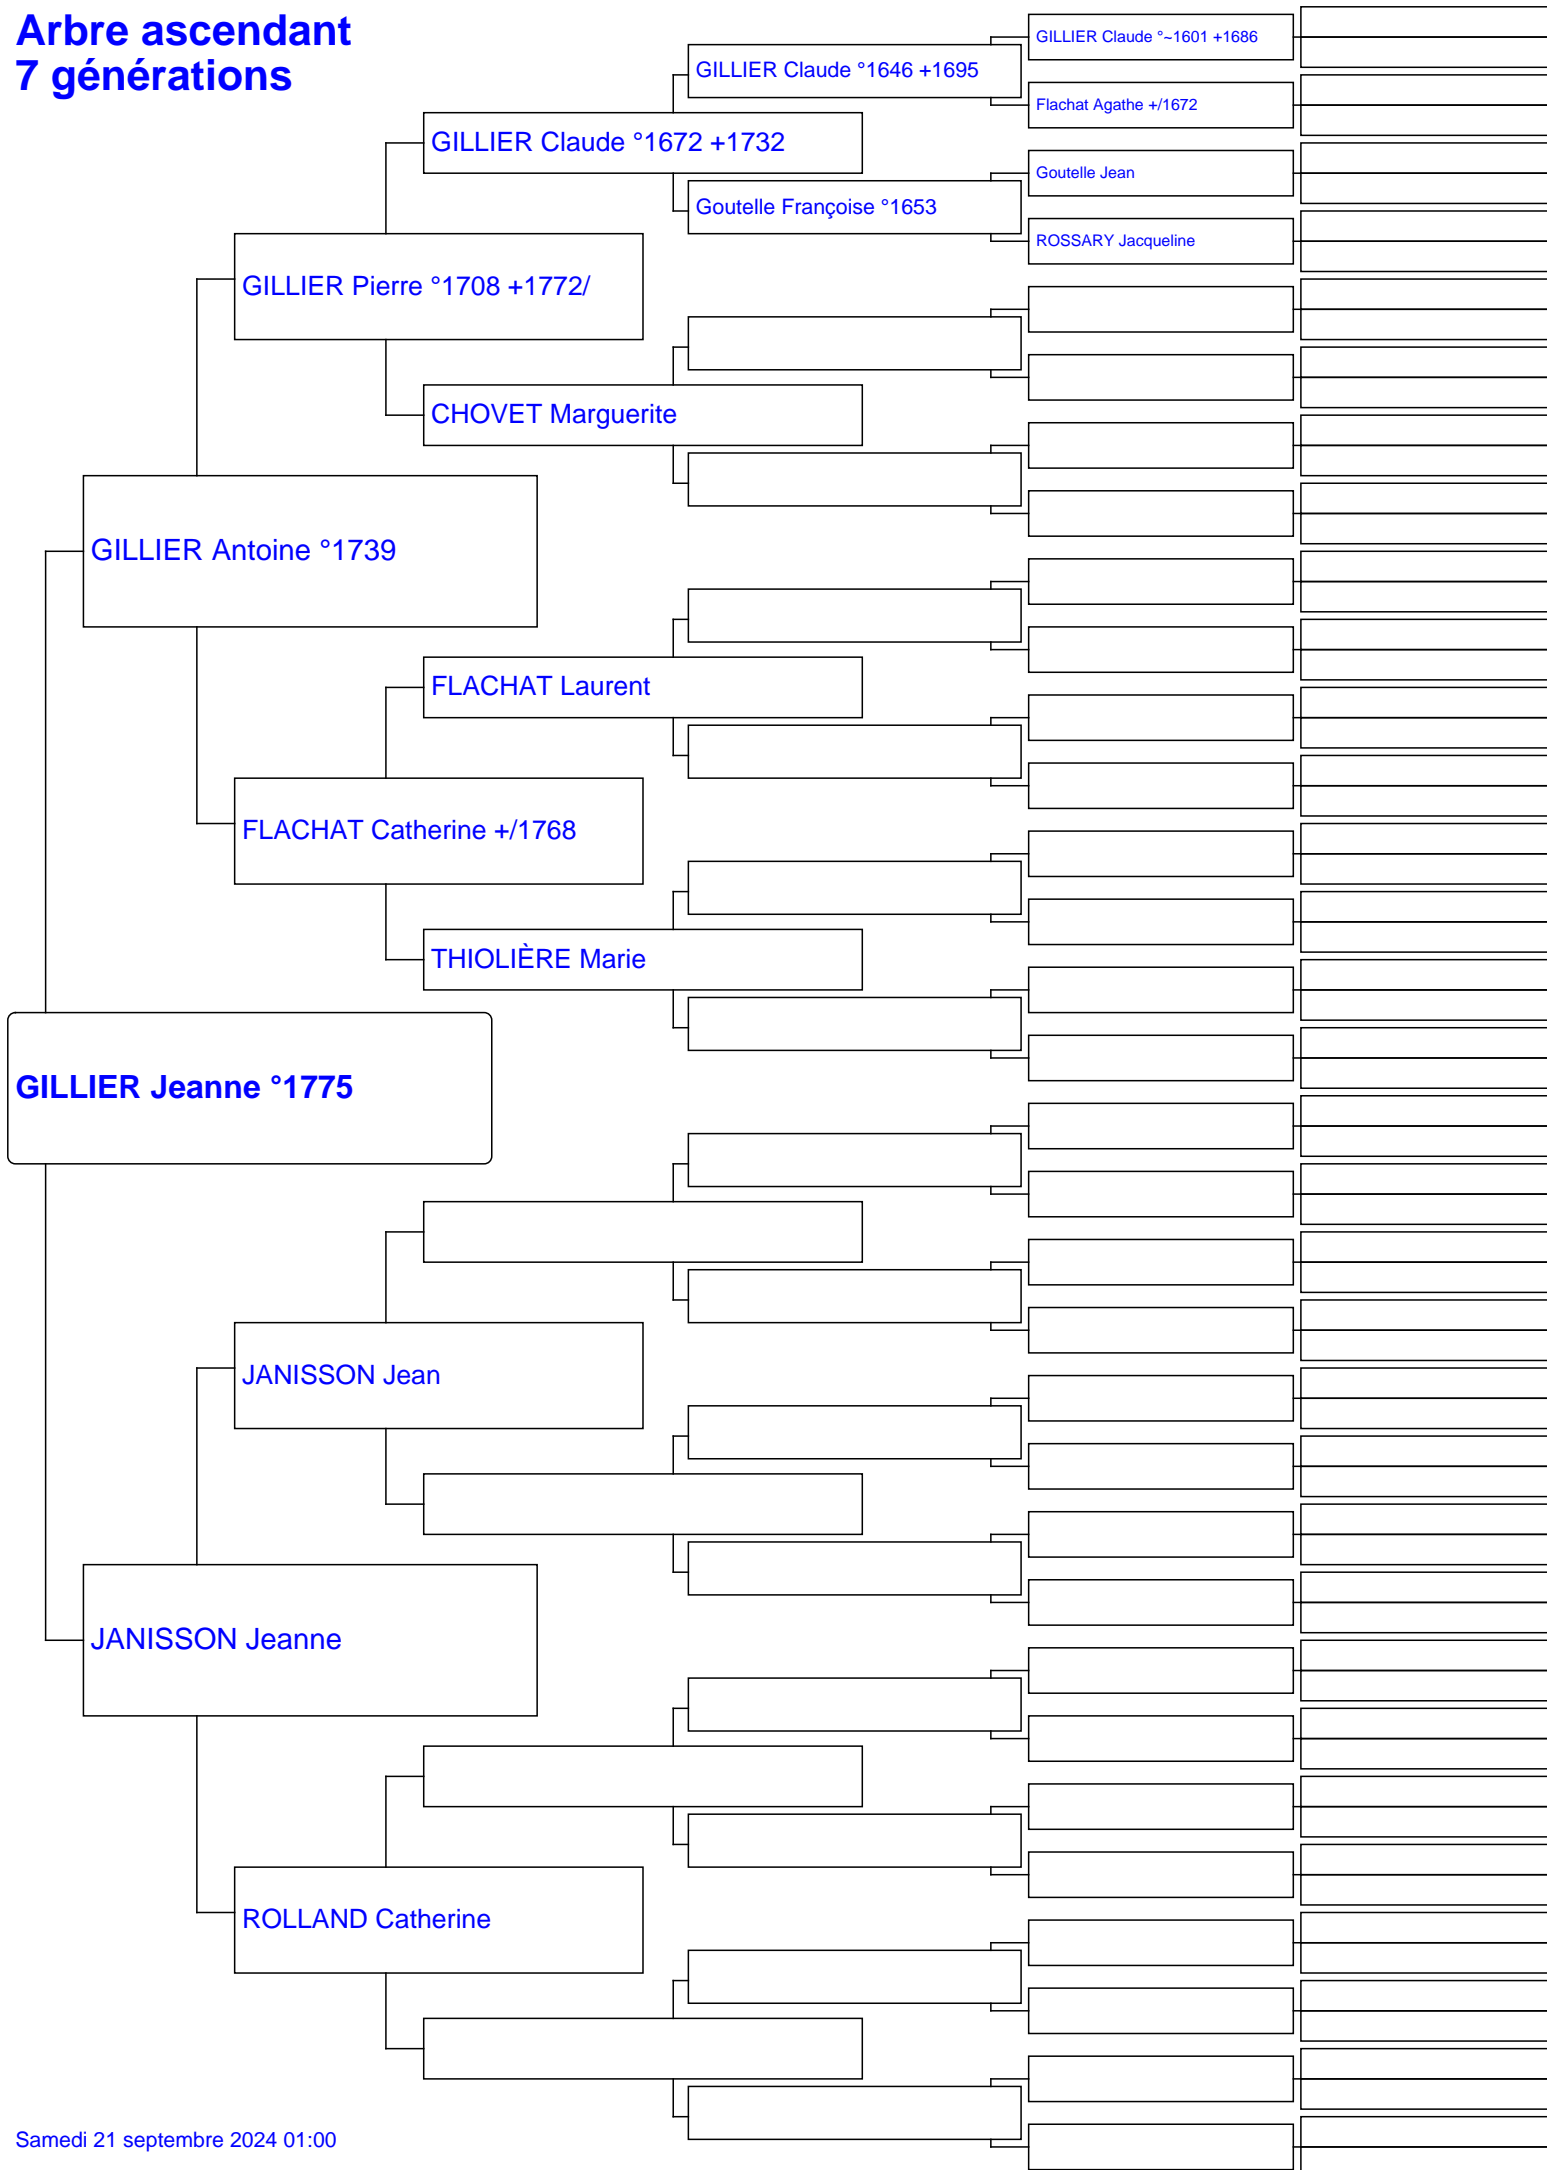 Arbre ascendant
7 générations
GILLIER Claude °~1601 +1686
GILLIER Claude °1646 +1695
Flachat Agathe +/1672
GILLIER Claude °1672 +1732
Goutelle Jean
Goutelle Françoise °1653
ROSSARY Jacqueline
GILLIER Pierre °1708 +1772/
CHOVET Marguerite
GILLIER Antoine °1739
FLACHAT Laurent
FLACHAT Catherine +/1768
THIOLIÈRE Marie
GILLIER Jeanne °1775
JANISSON Jean
JANISSON Jeanne
ROLLAND Catherine
Samedi 21 septembre 2024 01:00